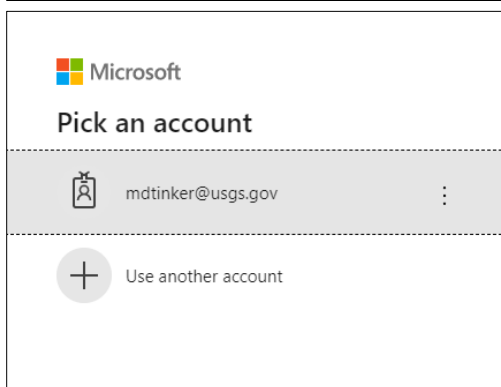 Microsoft
Pick an account
mdtinker@usgs.gov
Use another account